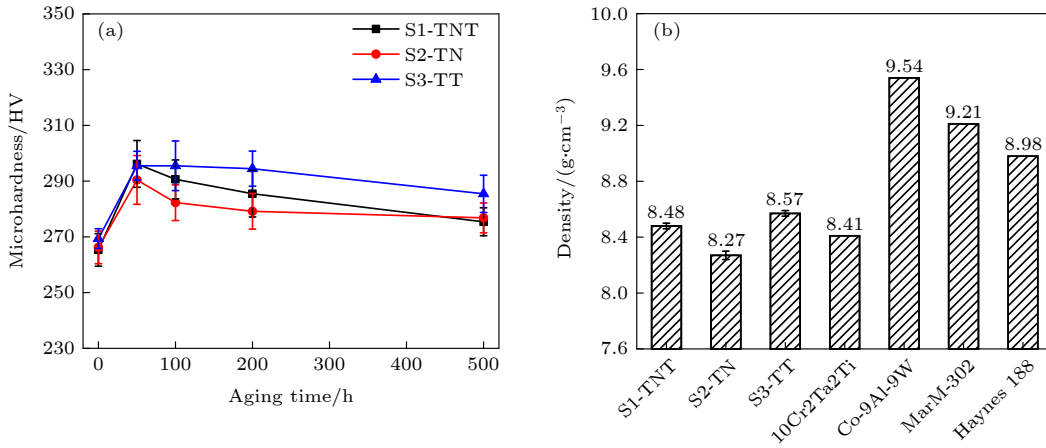 (a)
S1-TNT
S2-TN
S3-TT
Microhardness/HV
350
330
310
290
270
250
230
0
100
200
300
400
500
Aging time/h
(b)
Density/(g·cm⁻³)
10.0
9.6
9.2
8.8
8.4
8.0
7.6
8.48
8.27
8.57
8.41
9.54
9.21
8.98
S1-TNT
S2-TN
S3-TT
10Cr2Ta2Ti
Co-9Al-9W
MarM-302
Haynes 188